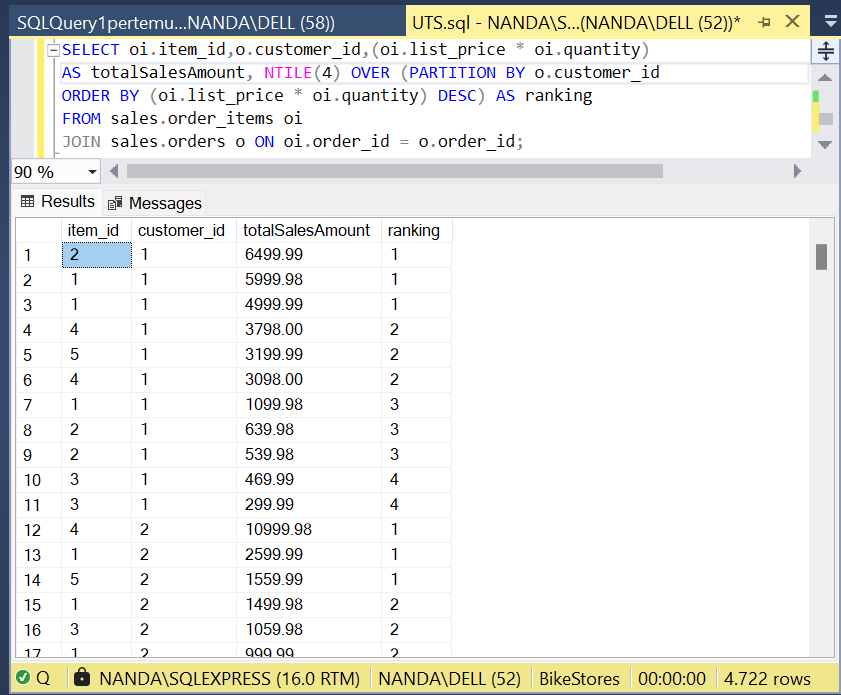 SQLQuery1pertemu...NANDA\DELL (58))
UTS.sql - NANDA\S...(NANDA\DELL (52))*
SELECT oi.item_id,o.customer_id,(oi.list_price * oi.quantity)
AS totalSalesAmount, NTILE(4) OVER (PARTITION BY o.customer_id
ORDER BY (oi.list_price * oi.quantity) DESC) AS ranking
FROM sales.order_items oi
JOIN sales.orders o ON oi.order_id = o.order_id;
90 %
Results Messages
item_id customer_id totalSalesAmount ranking
1 2 1 6499.99 1
2 1 1 5999.98 1
3 1 1 4999.99 1
4 4 1 3798.00 2
5 5 1 3199.99 2
6 4 1 3098.00 2
7 1 1 1099.98 3
8 2 1 639.98 3
9 2 1 539.98 3
10 3 1 469.99 4
11 3 1 299.99 4
12 4 2 10999.98 1
13 1 2 2599.99 1
14 5 2 1559.99 1
15 1 2 1499.98 2
16 3 2 1059.98 2
17 1 2 999.99 2
Q NANDA\SQLEXPRESS (16.0 RTM) NANDA\DELL (52) BikeStores 00:00:00 4.722 rows